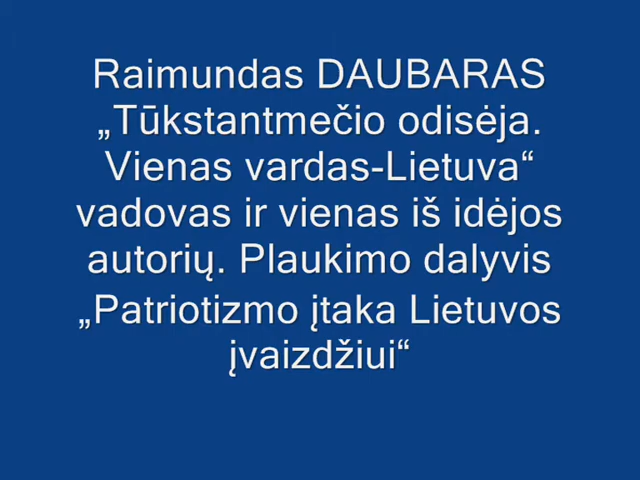 Raimundas DAUBARAS
„Tūkstantmečio odisėja.
Vienas vardas-Lietuva“
vadovas ir vienas iš idėjos
autorių. Plaukimo dalyvis
„Patriotizmo įtaka Lietuvos
įvaizdžiui“